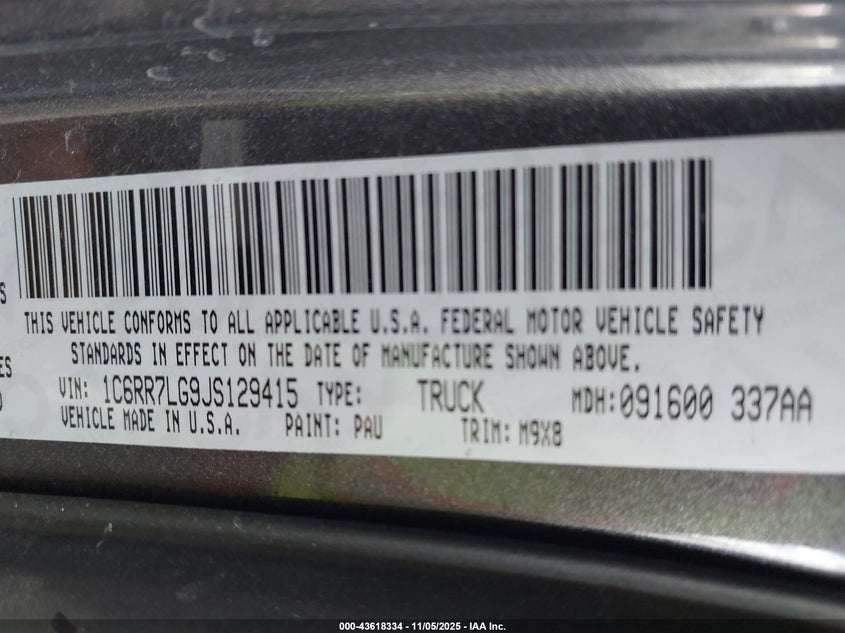 S
THIS VEHICLE CONFORMS TO ALL APPLICABLE U.S.A. FEDERAL MOTOR VEHICLE SAFETY
ES
STANDARDS IN EFFECT ON THE DATE OF MANUFACTURE SHOWN ABOVE.
VIN: 1C6RR7LG9JS129415 TYPE: TRUCK MDH:091600 337AA
VEHICLE MADE IN U.S.A. PAINT: PAU TRIM: M9X8
000-43618334 - 11/05/2025 - IAA Inc.